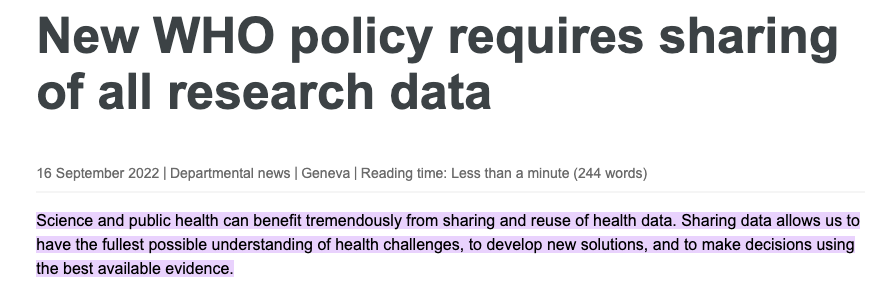 New WHO policy requires sharing
of all research data
16 September 2022 | Departmental news | Geneva | Reading time: Less than a minute (244 words)
Science and public health can benefit tremendously from sharing and reuse of health data. Sharing data allows us to
have the fullest possible understanding of health challenges, to develop new solutions, and to make decisions using
the best available evidence.